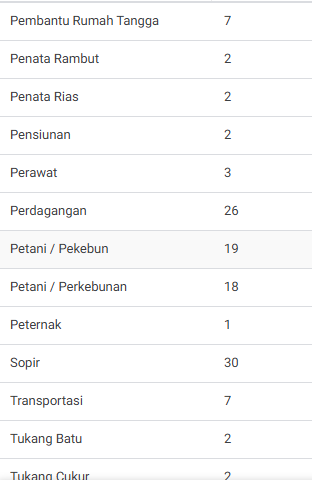 Pembantu Rumah Tangga 7
Penata Rambut 2
Penata Rias 2
Pensiunan 2
Perawat 3
Perdagangan 26
Petani / Pekebun 19
Petani / Perkebunan 18
Peternak 1
Sopir 30
Transportasi 7
Tukang Batu 2
Tukang Cukur 2